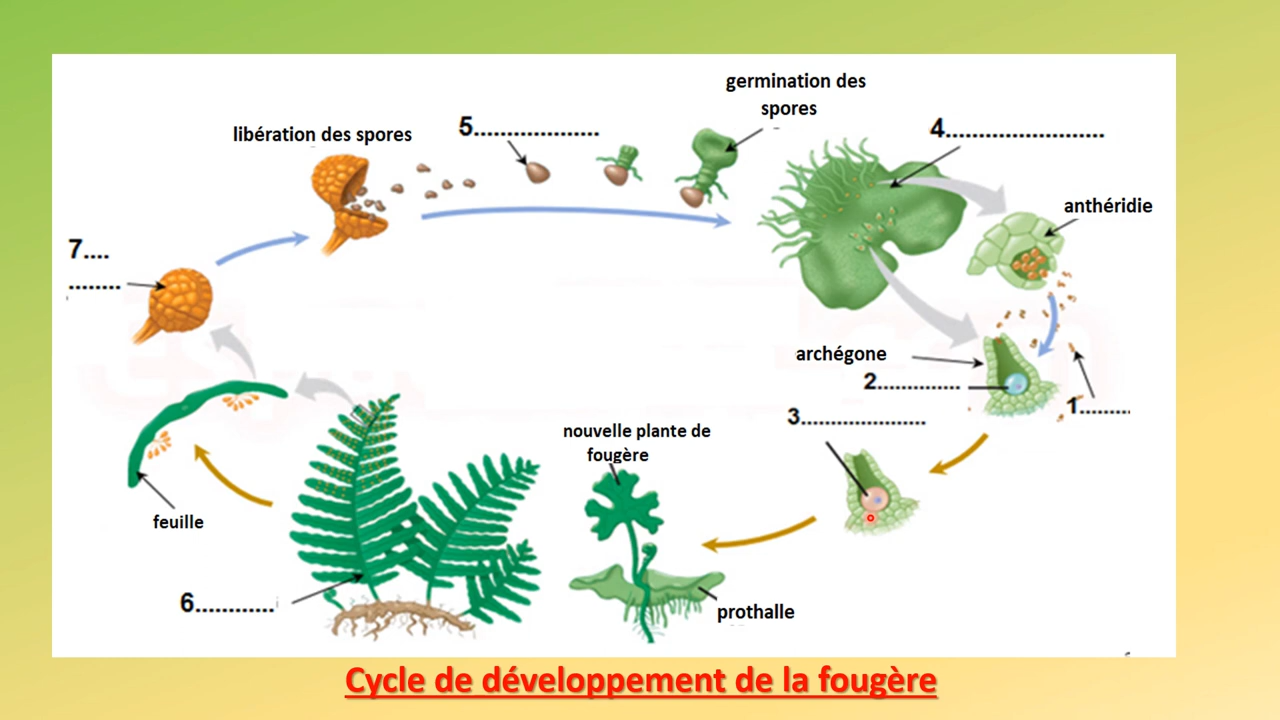 germination des
spores
libération des spores
5...................
4........................
anthéridie
7....
........
archégone
2.............
1.........
3...................
nouvelle plante de
fougère
feuille
6............
prothalle
Cycle de développement de la fougère